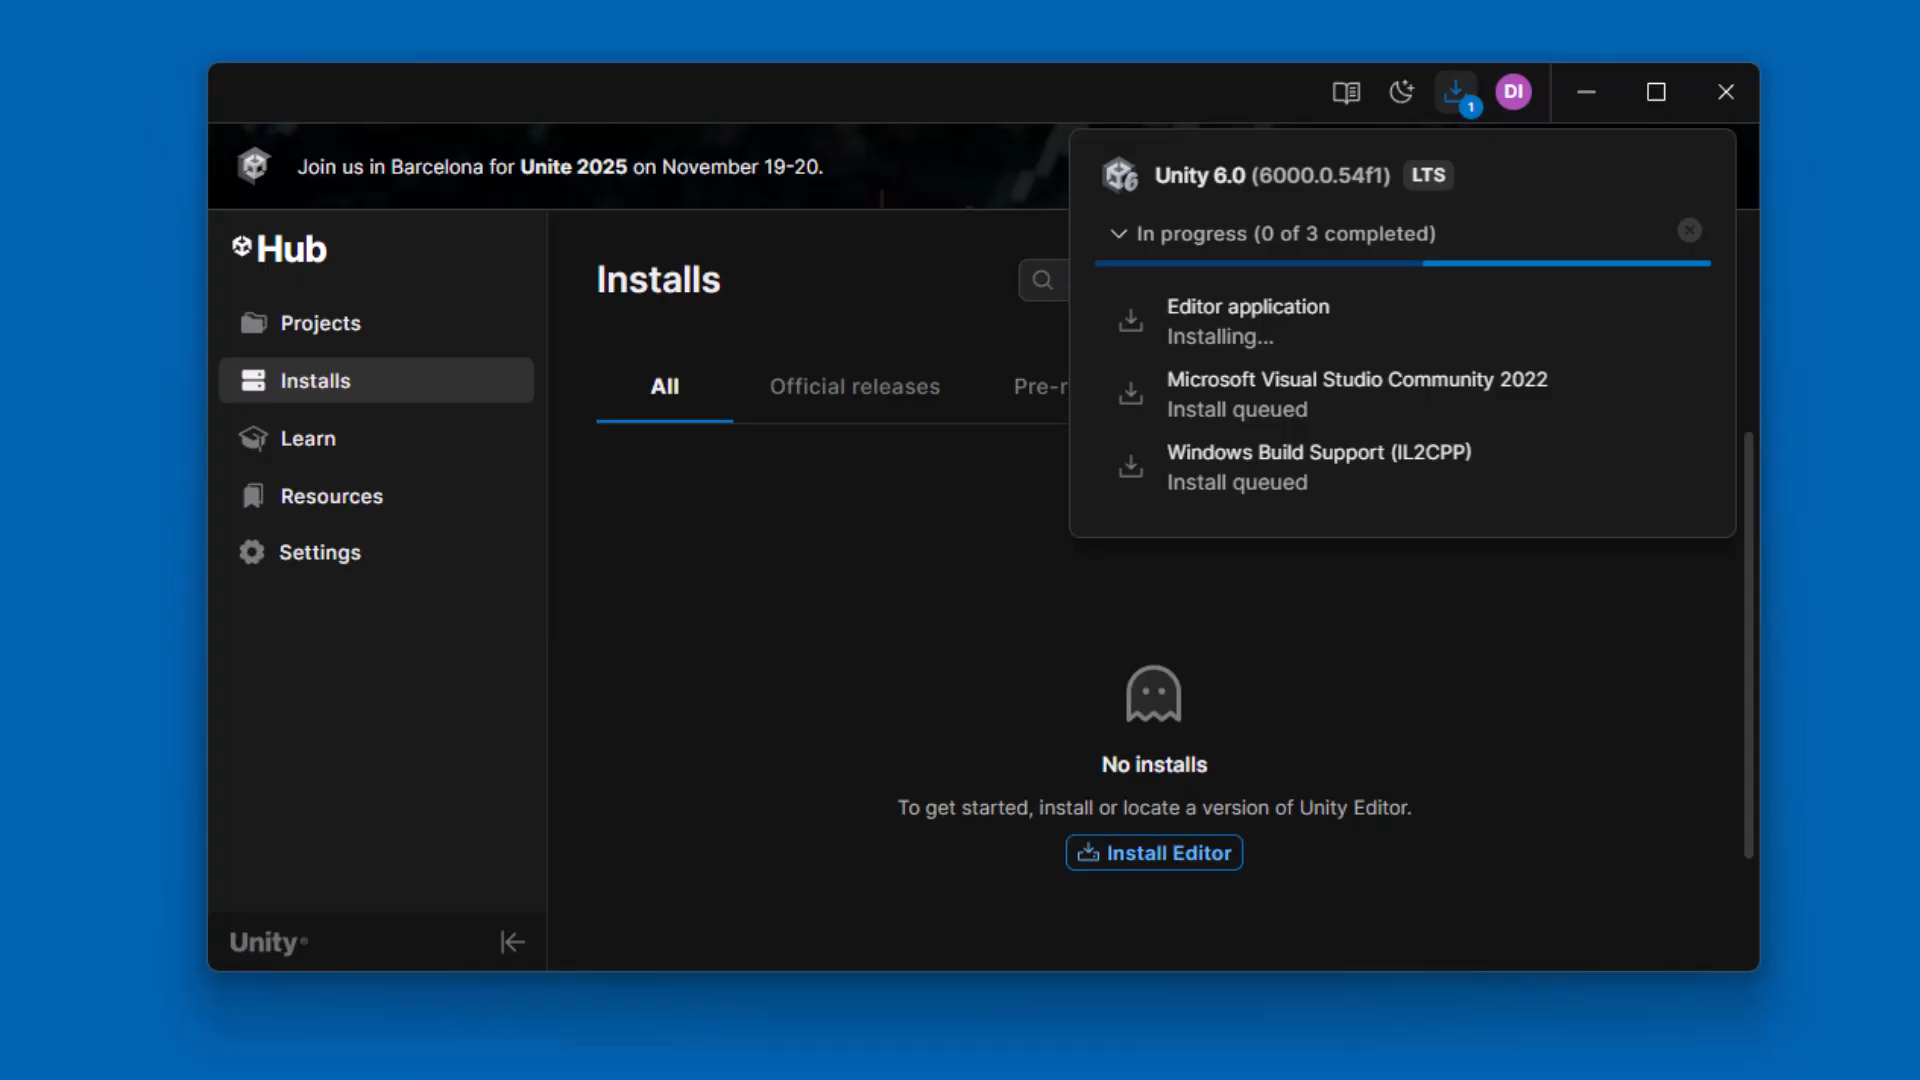 1
DI
Join us in Barcelona for Unite 2025 on November 19-20.
Unity 6.0 (6000.0.54f1) LTS
In progress (0 of 3 completed)
Editor application
Installing...
Microsoft Visual Studio Community 2022
Install queued
Windows Build Support (IL2CPP)
Install queued
Hub
Projects
Installs
Learn
Resources
Settings
Unity®
Installs
All
Official releases
Pre-r
No installs
To get started, install or locate a version of Unity Editor.
Install Editor